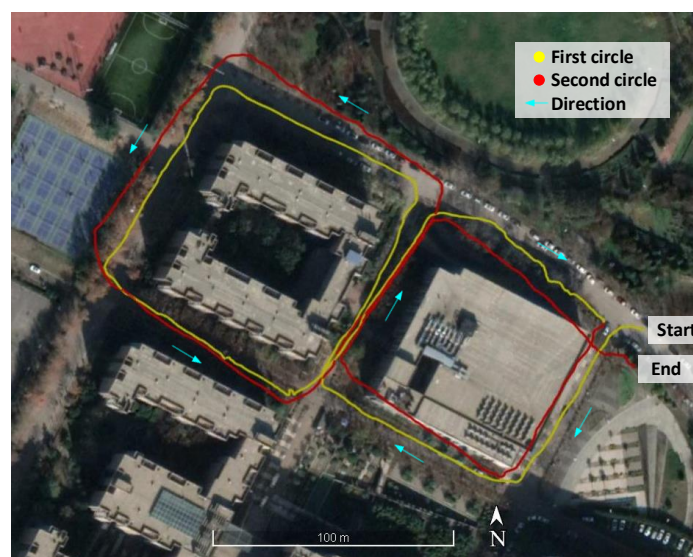 First circle
Second circle
Direction
Start
End
100 m
N